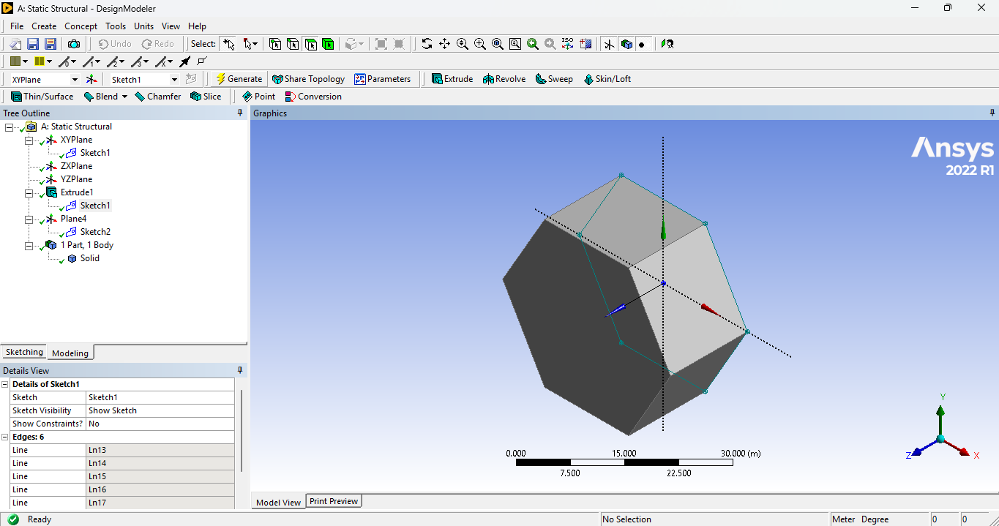 A: Static Structural - DesignModeler
File Create Concept Tools Units View Help
Undo Redo Select: ISO
XYPlane Sketch1 Generate Share Topology Parameters Extrude Revolve Sweep Skin/Loft
Thin/Surface Blend Chamfer Slice Point Conversion
Tree Outline
A: Static Structural
XYPlane
Sketch1
ZXPlane
YZPlane
Extrude1
Sketch1
Plane4
Sketch2
1 Part, 1 Body
Solid
Sketching Modeling
Details View
Details of Sketch1
Sketch Sketch1
Sketch Visibility Show Sketch
Show Constraints? No
Edges: 6
Line Ln13
Line Ln14
Line Ln15
Line Ln16
Line Ln17
Graphics
Ansys
2022 R1
Y
Z
X
0.000 15.000 30.000 (m)
7.500 22.500
Model View Print Preview
Ready No Selection Meter Degree 0 0